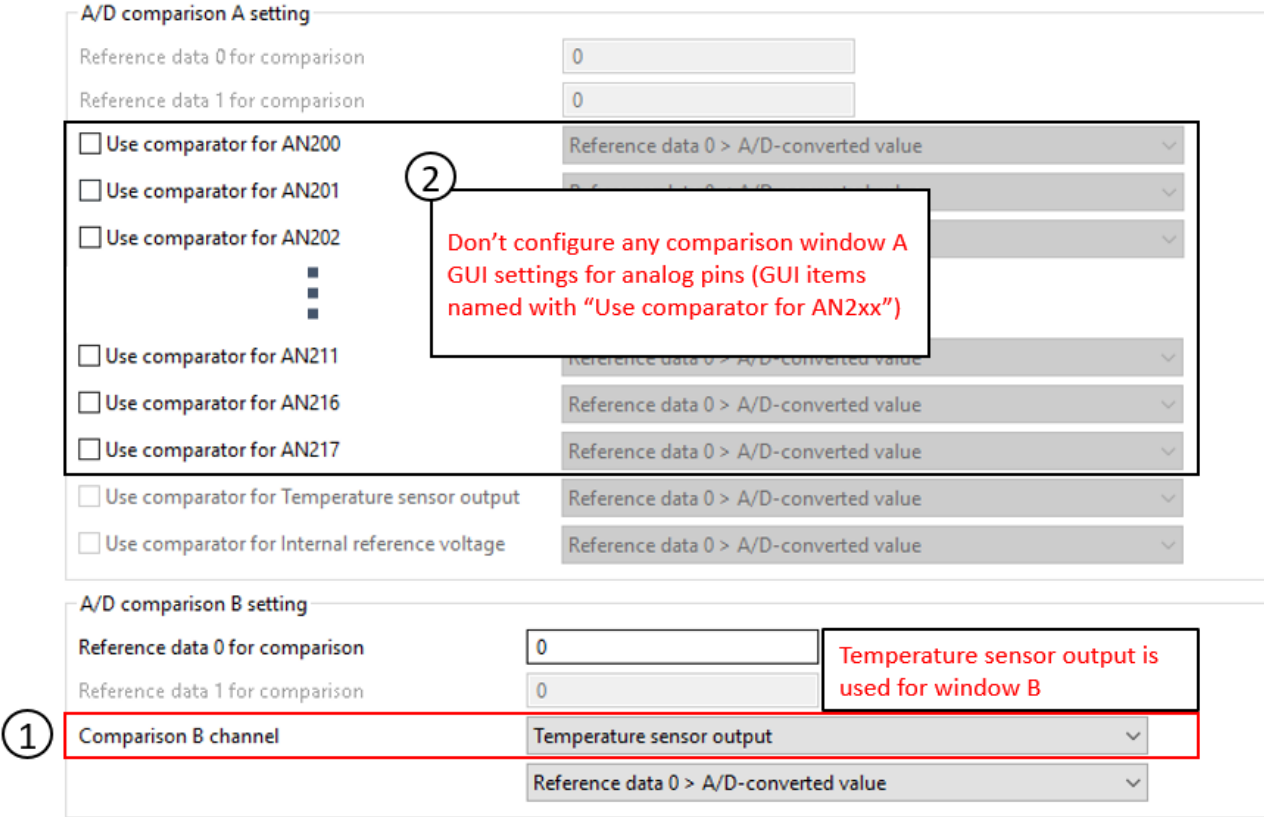 A/D comparison A setting
Reference data 0 for comparison 0
Reference data 1 for comparison 0
Use comparator for AN200 Reference data 0 > A/D-converted value
2
Use comparator for AN201
Use comparator for AN202
Don’t configure any comparison window A
GUI settings for analog pins (GUI items
named with “Use comparator for AN2xx”)
Use comparator for AN211 Reference data 0 > A/D-converted value
Use comparator for AN216 Reference data 0 > A/D-converted value
Use comparator for AN217 Reference data 0 > A/D-converted value
Use comparator for Temperature sensor output Reference data 0 > A/D-converted value
Use comparator for Internal reference voltage Reference data 0 > A/D-converted value
A/D comparison B setting
Reference data 0 for comparison 0
Temperature sensor output is
used for window B
Reference data 1 for comparison 0
1
Comparison B channel Temperature sensor output
Reference data 0 > A/D-converted value